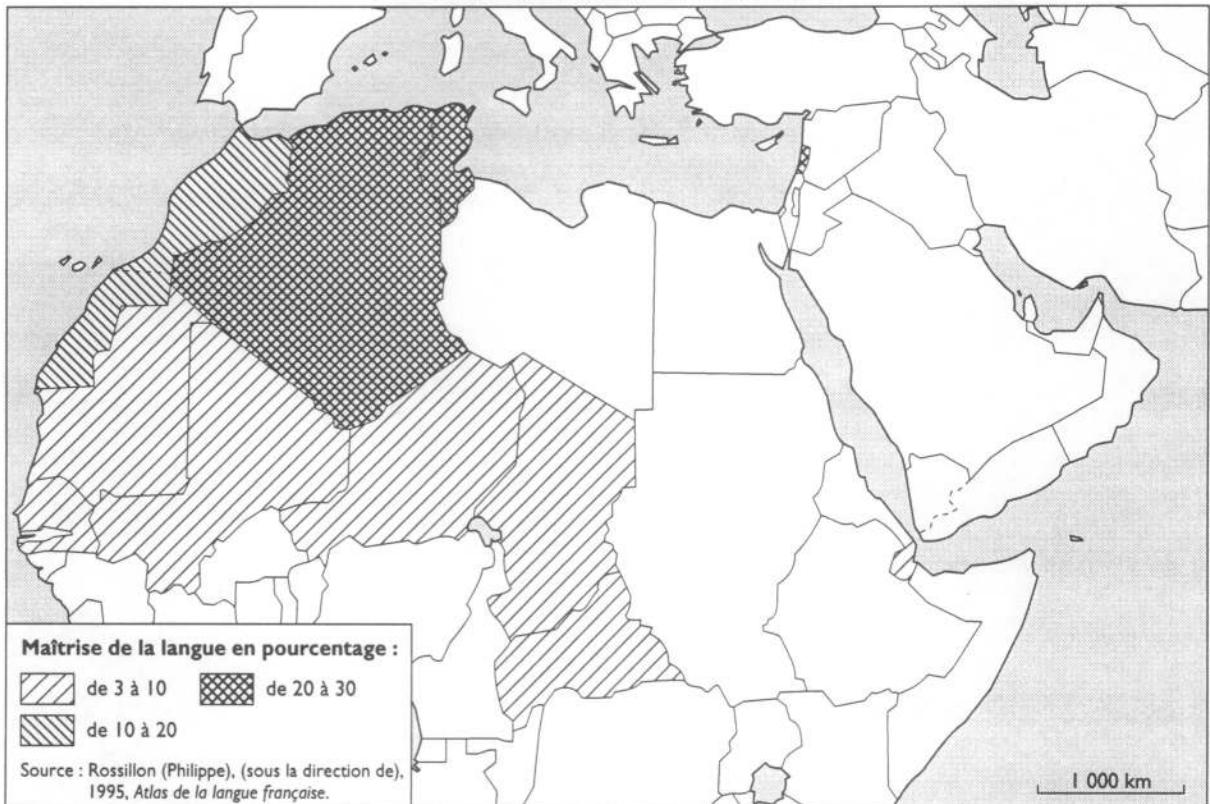 Maîtrise de la langue en pourcentage :
de 3 à 10
de 20 à 30
de 10 à 20
Source : Rossillon (Philippe), (sous la direction de),
1995, Atlas de la langue française.
1 000 km